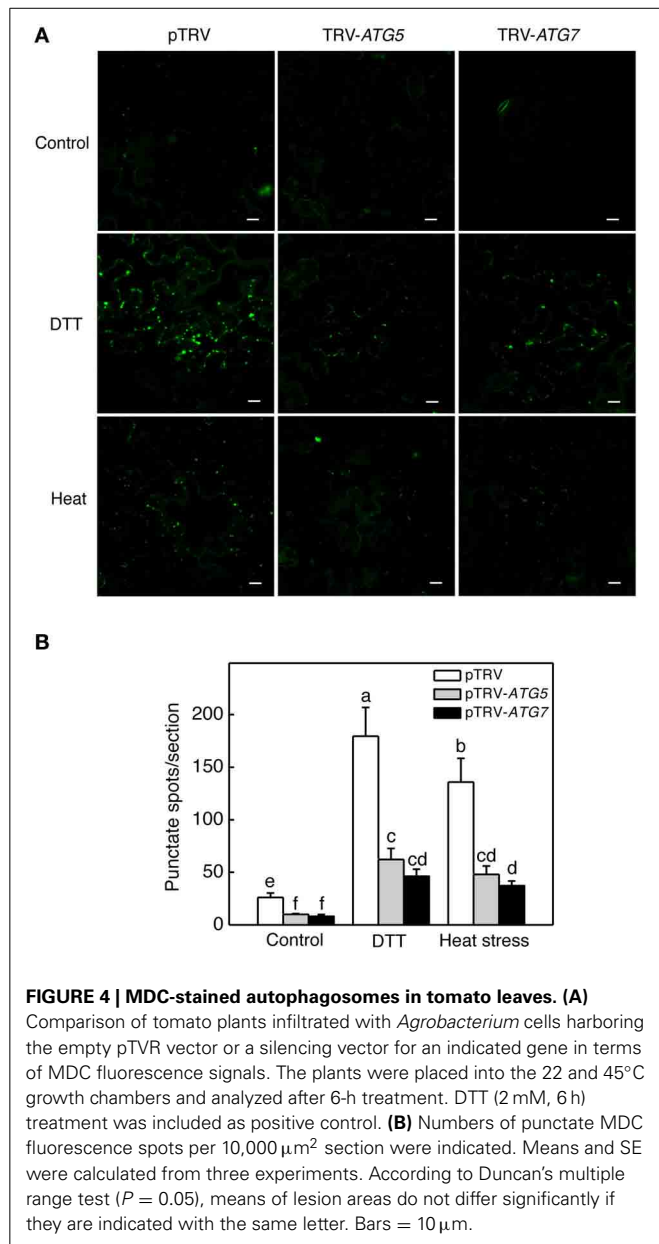 A
pTRV TRV-ATG5 TRV-ATG7
Control
DTT
Heat
B
pTRV
pTRV-ATG5
pTRV-ATG7
Punctate spots/section
200
150
100
50
0
a
b
c
cd
cd
d
e
f
f
Control DTT Heat stress
FIGURE 4 | MDC-stained autophagosomes in tomato leaves. (A)
Comparison of tomato plants infiltrated with Agrobacterium cells harboring
the empty pTVR vector or a silencing vector for an indicated gene in terms
of MDC fluorescence signals. The plants were placed into the 22 and 45°C
growth chambers and analyzed after 6-h treatment. DTT (2 mM, 6 h)
treatment was included as positive control. (B) Numbers of punctate MDC
fluorescence spots per 10,000 μm² section were indicated. Means and SE
were calculated from three experiments. According to Duncan's multiple
range test (P = 0.05), means of lesion areas do not differ significantly if
they are indicated with the same letter. Bars = 10 μm.